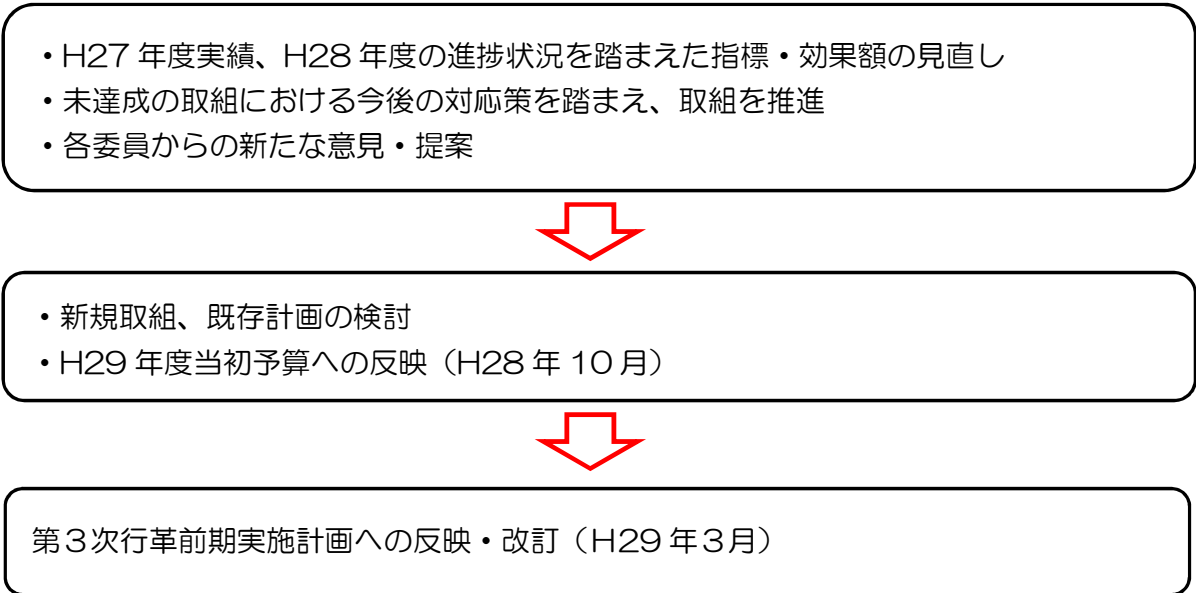 ・H27 年度実績、H28 年度の進捗状況を踏まえた指標・効果額の見直し
・未達成の取組における今後の対応策を踏まえ、取組を推進
・各委員からの新たな意見・提案
・新規取組、既存計画の検討
・H29 年度当初予算への反映（H28 年 10 月）
第３次行革前期実施計画への反映・改訂（H29 年３月）